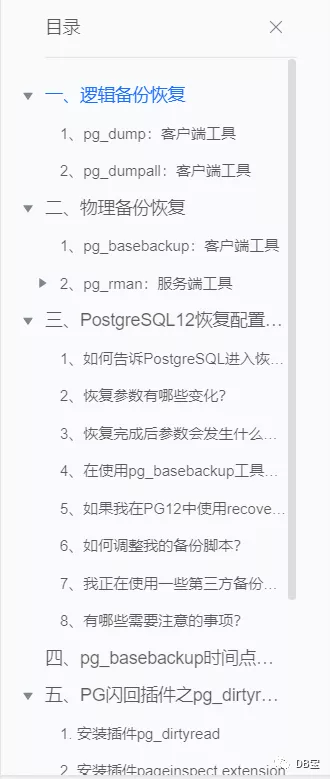 目录
一、逻辑备份恢复
1、pg_dump：客户端工具
2、pg_dumpall：客户端工具
二、物理备份恢复
1、pg_basebackup：客户端工具
2、pg_rman：服务端工具
三、PostgreSQL12恢复配置...
1、如何告诉PostgreSQL进入恢...
2、恢复参数有哪些变化？
3、恢复完成后参数会发生什么...
4、在使用pg_basebackup工具...
5、如果我在PG12中使用recove...
6、如何调整我的备份脚本？
7、我正在使用一些第三方备份...
8、有哪些需要注意的事项？
四、pg_basebackup时间点...
五、PG闪回插件之pg_dirtyr...
1. 安装插件pg_dirtyread
2. 安装插件pageinspect extension
DB宝